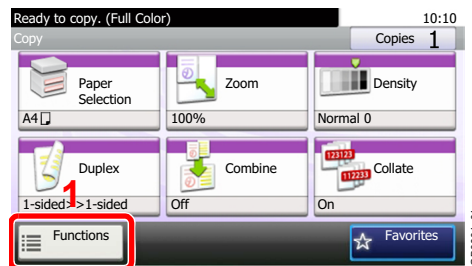 Ready to copy. (Full Color)
10:10
Copy
Copies 1
Paper
Selection
A4
Zoom
100%
Density
Normal 0
Duplex
1-sided>>1-sided
Combine
Off
123123
112233
Collate
On
1
Functions
Favorites